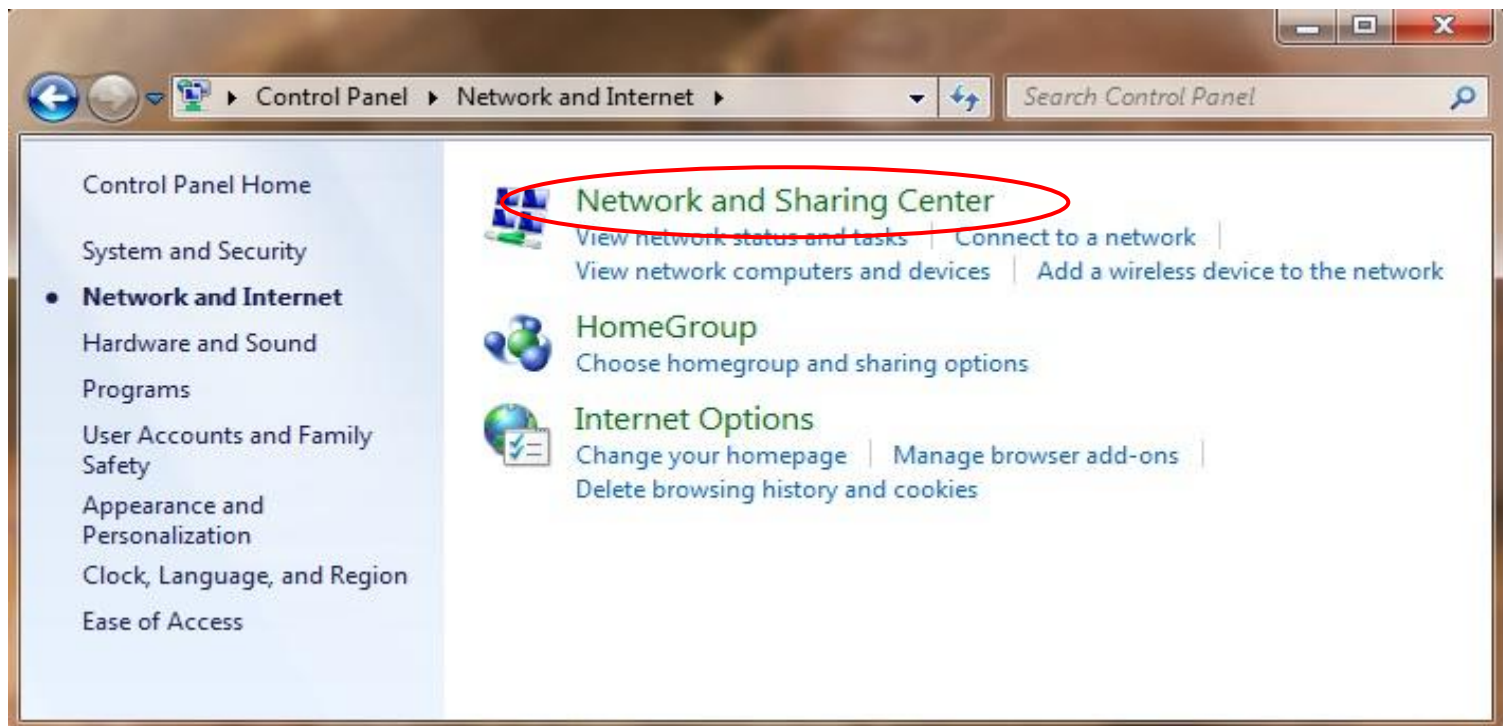 Control Panel Network and Internet Search Control Panel
Control Panel Home
System and Security
Network and Internet
Hardware and Sound
Programs
User Accounts and Family
Safety
Appearance and
Personalization
Clock, Language, and Region
Ease of Access
Network and Sharing Center
View network status and tasks Connect to a network
View network computers and devices Add a wireless device to the network
HomeGroup
Choose homegroup and sharing options
Internet Options
Change your homepage Manage browser add-ons
Delete browsing history and cookies